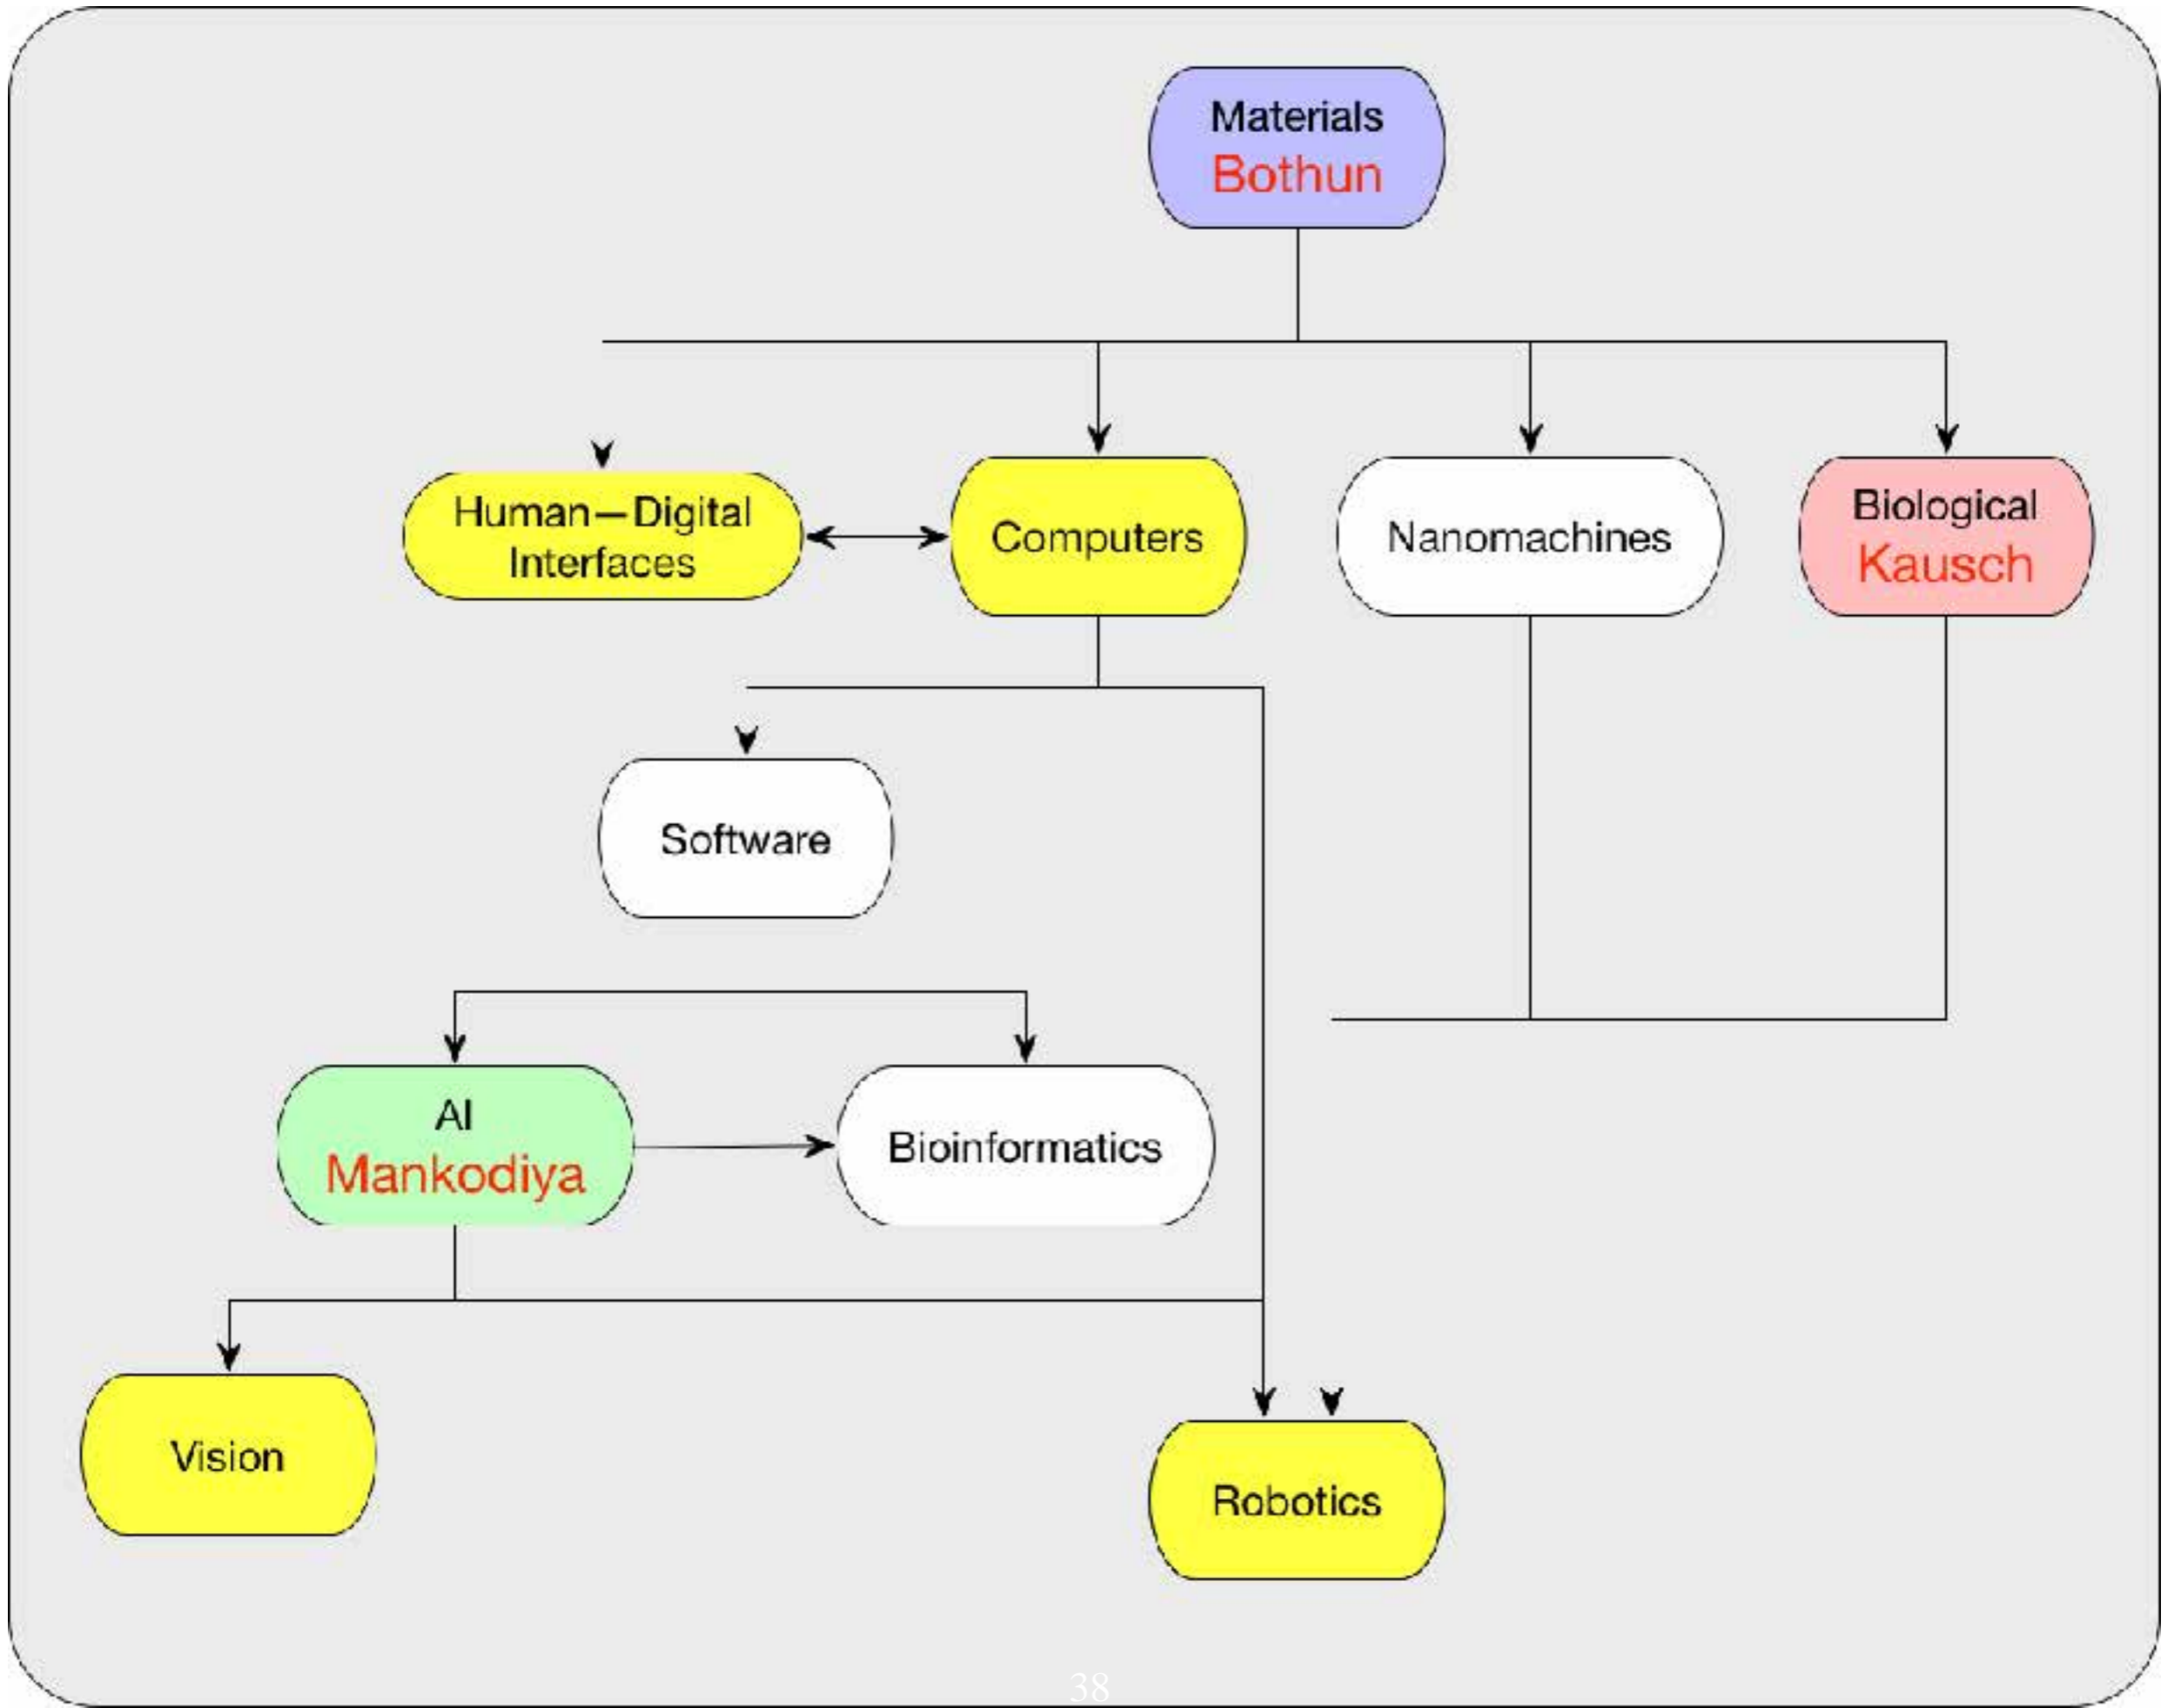 Materials
Bothun
Human—Digital
Interfaces
Computers
Nanomachines
Biological
Kausch
Software
AI
Mankodiya
Bioinformatics
Vision
Robotics
38